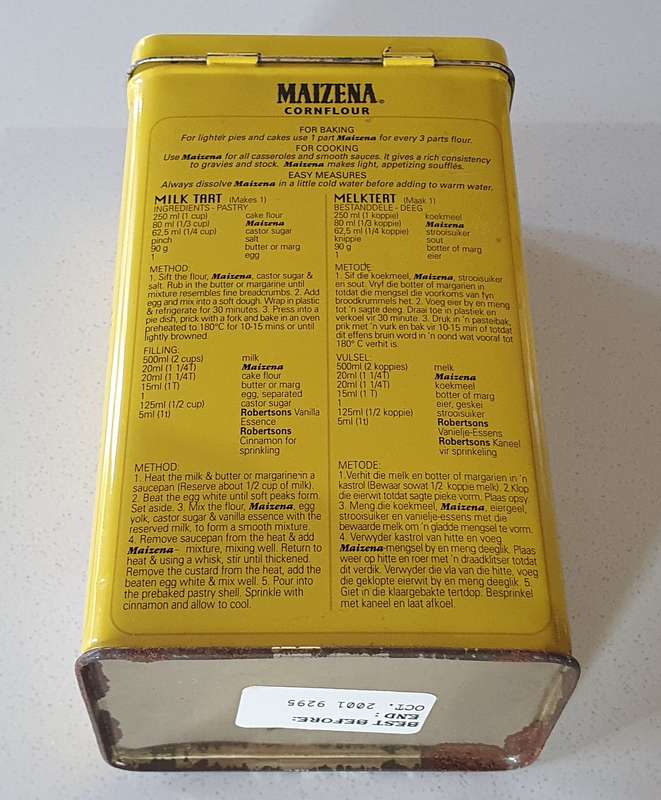 MAIZENA®
CORNFLOUR
FOR BAKING
For lighter pies and cakes use 1 part Maizena for every 3 parts flour.
FOR COOKING
Use Maizena for all casseroles and smooth sauces. It gives a rich consistency
to gravies and stock. Maizena makes light, appetizing soufflés.
EASY MEASURES
Always dissolve Maizena in a little cold water before adding to warm water.
MILK TART (Makes 1)
INGREDIENTS - PASTRY
250 ml (1 cup) cake flour
80 ml (1/3 cup) Maizena
62,5 ml (1/4 cup) castor sugar
pinch salt
90 g butter or marg
1 egg
METHOD:
1. Sift the flour, Maizena, castor sugar &
salt. Rub in the butter or margarine until
mixture resembles fine breadcrumbs. 2. Add
egg and mix into a soft dough. Wrap in plastic
& refrigerate for 30 minutes. 3. Press into a
pie dish, prick with a fork and bake in an oven
preheated to 180°C for 10-15 mins or until
lightly browned.
FILLING:
500ml (2 cups) milk
20ml (1 1/4T) Maizena
20ml (1 1/4T) cake flour
15ml (1T) butter or marg
1 egg, separated
125ml (1/2 cup) castor sugar
5ml (1t) Robertsons Vanilla
Essence
Robertsons
Cinnamon for
sprinkling
METHOD:
1. Heat the milk & butter or margarine in a
saucepan (Reserve about 1/2 cup of milk).
2. Beat the egg white until soft peaks form.
Set aside. 3. Mix the flour, Maizena, egg
yolk, castor sugar & vanilla essence with the
reserved milk, to form a smooth mixture.
4. Remove saucepan from the heat & add
Maizena- mixture, mixing well. Return to
heat & using a whisk, stir until thickened.
Remove the custard from the heat, add the
beaten egg white & mix well. 5. Pour into
the prebaked pastry shell. Sprinkle with
cinnamon and allow to cool.
MELKTERT (Maak 1)
BESTANDDELE - DEEG
250 ml (1 koppie) koekmeel
80 ml (1/3 koppie) Maizena
62,5 ml (1/4 koppie) strooisuiker
knippie sout
90 g botter of marg
1 eier
METODE:
1. Sif die koekmeel, Maizena, strooisuiker
en sout. Vryf die botter of margarien in
totdat die mengsel die voorkoms van fyn
broodkrummels het. 2. Voeg eier by en meng
tot 'n sagte deeg. Draai toe in plastiek en
verkoel vir 30 minute. 3. Druk in 'n pasteibak,
prik met 'n vurk en bak vir 10-15 min of totdat
dit effens bruin word in 'n oond wat vooraf tot
180° C verhit is.
VULSEL:
500ml (2 koppies) melk
20ml (1 1/4T) Maizena
20ml (1 1/4T) koekmeel
15ml (1 T) botter of marg
1 eier, geskei
125ml (1/2 koppie) strooisuiker
5ml (1t) Robertsons
Vanielje-Essens
Robertsons Kaneel
vir sprinkeling
METODE:
1.Verhit die melk en botter of margarien in 'n
kastrol (Bewaar sowat 1/2 koppie melk). 2.Klop
die eierwit totdat sagte pieke vorm. Plaas opsy.
3. Meng die koekmeel, Maizena, eiergeel,
strooisuiker en vanielje-essens met die
bewaarde melk om 'n gladde mengsel te vorm.
4. Verwyder kastrol van hitte en voeg
Maizena-mengsel by en meng deeglik. Plaas
weer op hitte en roer met 'n draadklitser totdat
dit verdik. Verwyder die vla van die hitte, voeg
die geklopte eierwit by en meng deeglik. 5.
Giet in die klaargebakte tertdop. Besprinkel
met kaneel en laat afkoel.
BEST BEFORE:
END:
OCT. 2001 9295